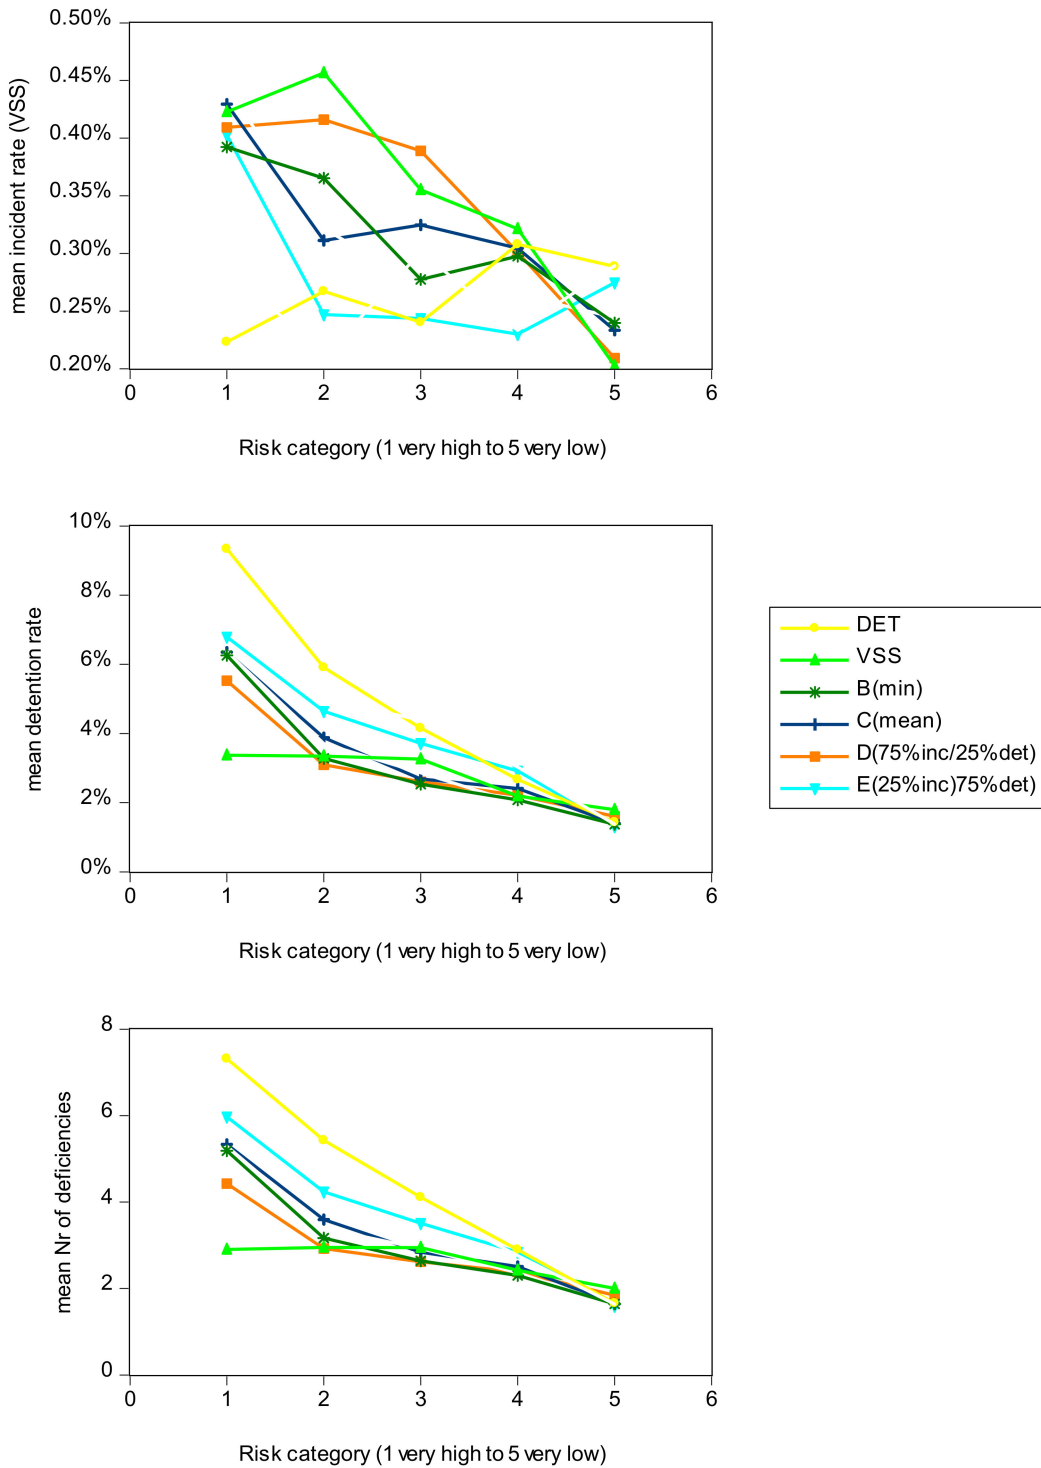 0.50%
0.45%
0.40%
0.35%
0.30%
0.25%
0.20%
mean incident rate (VSS)
0 1 2 3 4 5 6
Risk category (1 very high to 5 very low)
10%
8%
6%
4%
2%
0%
mean detention rate
0 1 2 3 4 5 6
Risk category (1 very high to 5 very low)
DET
VSS
B(min)
C(mean)
D(75%inc/25%det)
E(25%inc)75%det)
8
6
4
2
0
mean Nr of deficiencies
0 1 2 3 4 5 6
Risk category (1 very high to 5 very low)